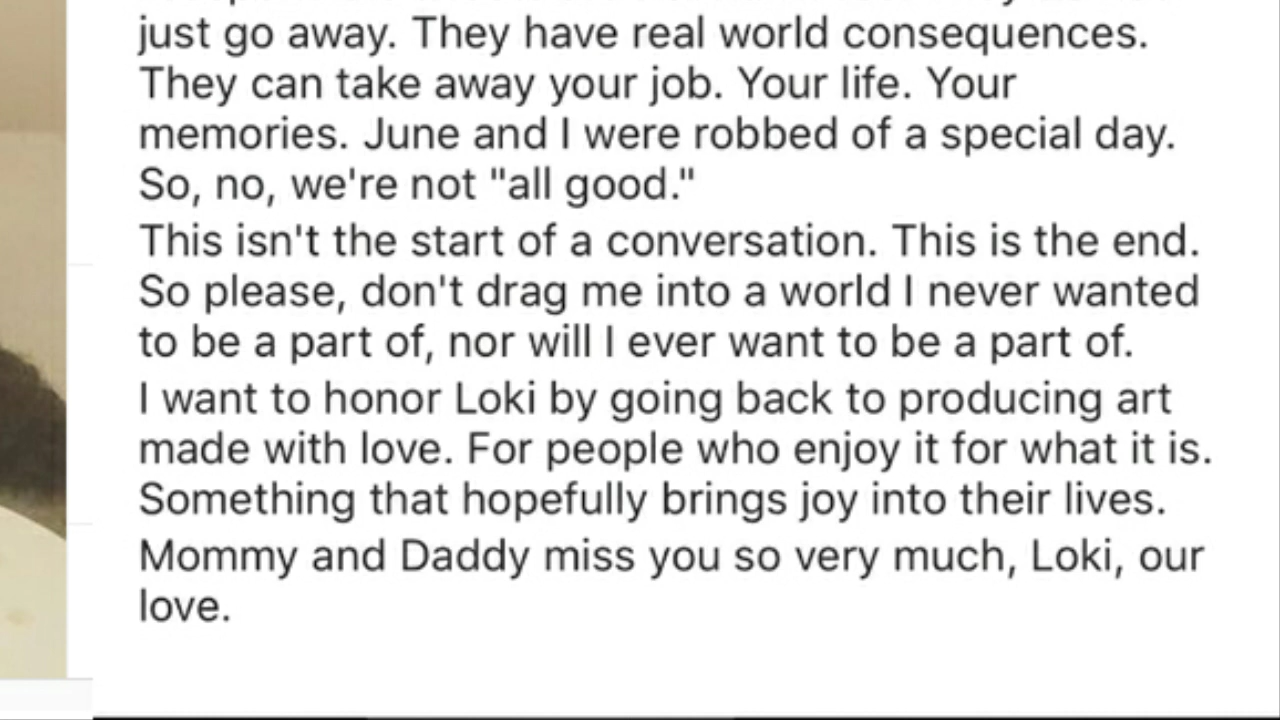 just go away. They have real world consequences.
They can take away your job. Your life. Your
memories. June and I were robbed of a special day.
So, no, we're not "all good."
This isn't the start of a conversation. This is the end.
So please, don't drag me into a world I never wanted
to be a part of, nor will I ever want to be a part of.
I want to honor Loki by going back to producing art
made with love. For people who enjoy it for what it is.
Something that hopefully brings joy into their lives.
Mommy and Daddy miss you so very much, Loki, our
love.